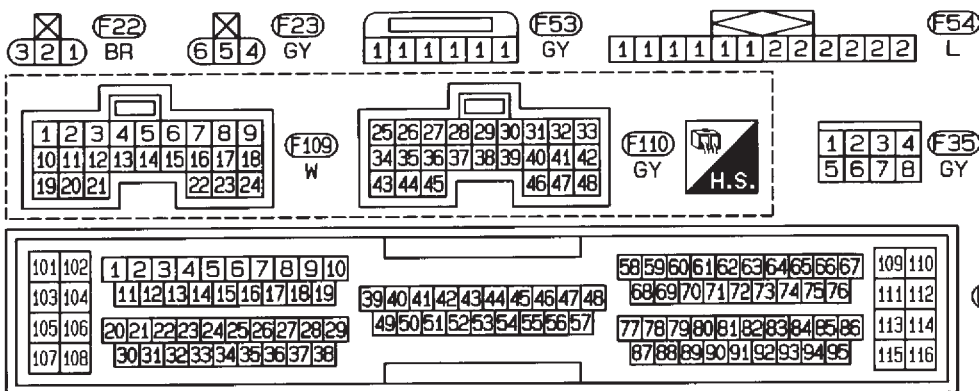 F22 F23 F53 F54
3 2 1 BR 6 5 4 GY 1 1 1 1 1 1 GY 1 1 1 1 1 1 2 2 2 2 2 2 L
1 2 3 4 5 6 7 8 9
10 11 12 13 14 15 16 17 18
19 20 21 22 23 24
F109
W
25 26 27 28 29 30 31 32 33
34 35 36 37 38 39 40 41 42
43 44 45 46 47 48
F110
GY
H.S.
1 2 3 4
5 6 7 8
F35
GY
101 102
103 104
105 106
107 108
1 2 3 4 5 6 7 8 9 10
11 12 13 14 15 16 17 18 19
20 21 22 23 24 25 26 27 28 29
30 31 32 33 34 35 36 37 38
39 40 41 42 43 44 45 46 47 48
49 50 51 52 53 54 55 56 57
58 59 60 61 62 63 64 65 66 67
68 69 70 71 72 73 74 75 76
77 78 79 80 81 82 83 84 85 86
87 88 89 90 91 92 93 94 95
109 110
111 112
113 114
115 116